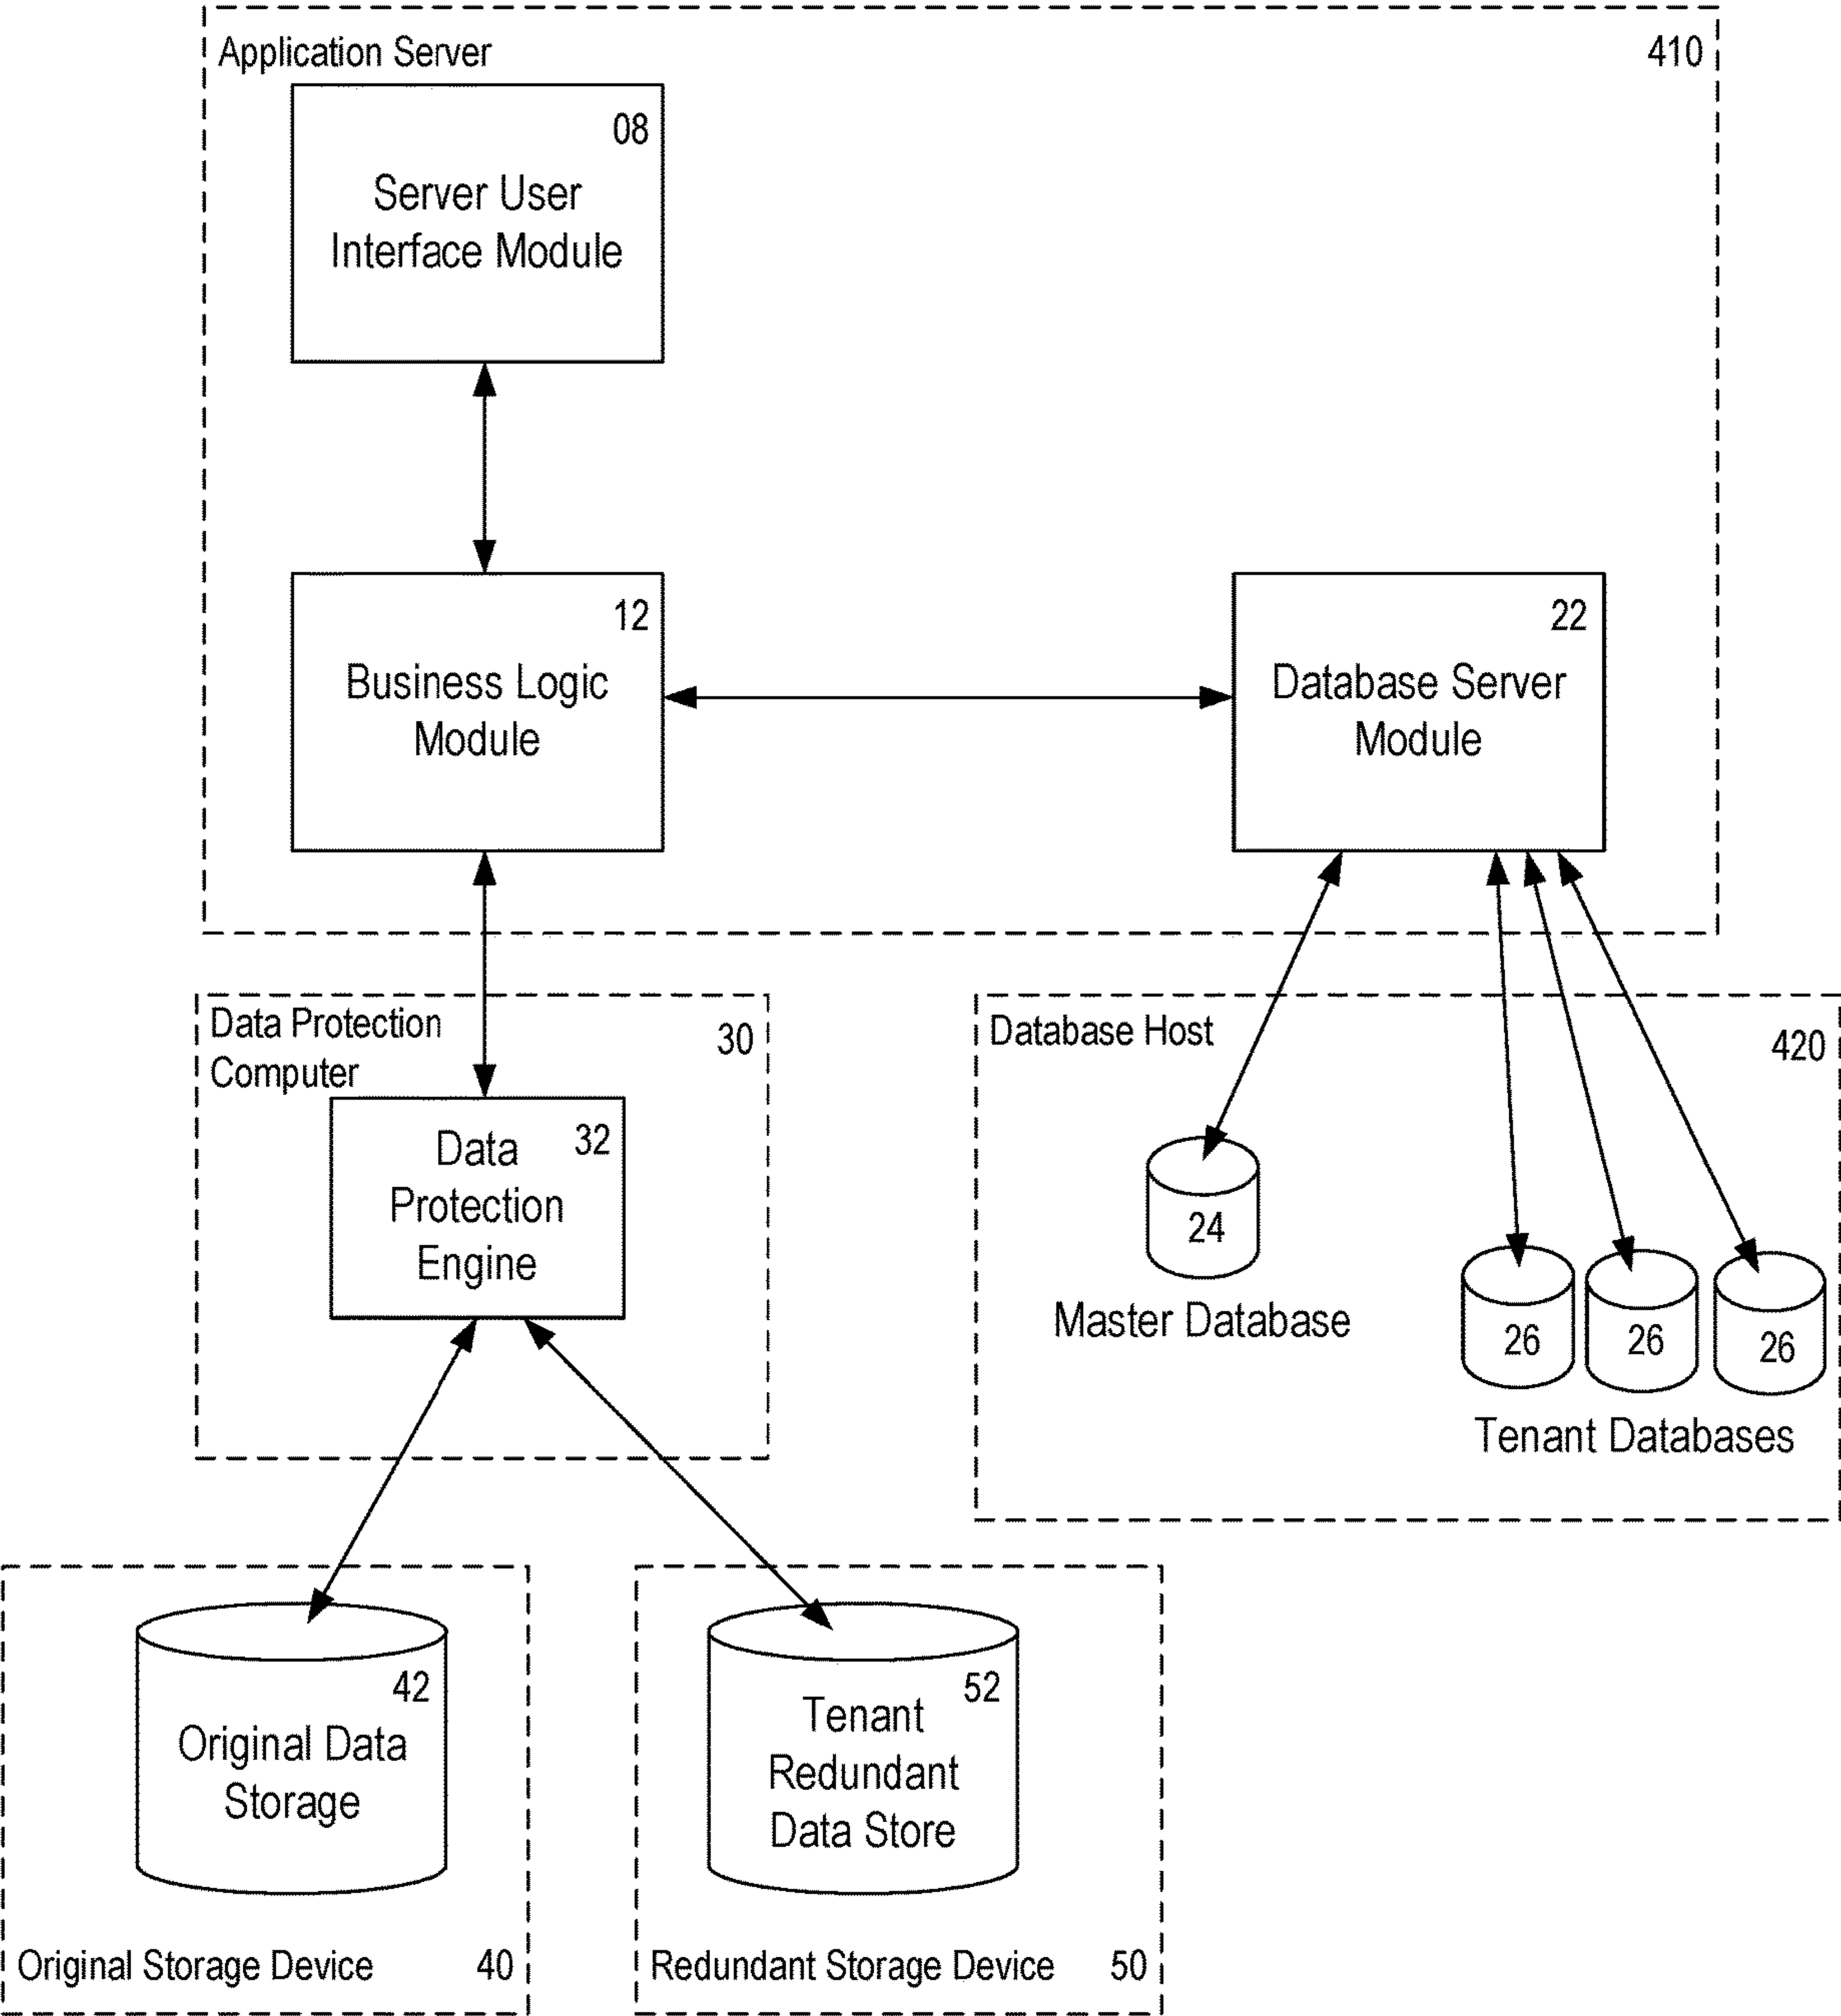 Application Server
410
08
Server User
Interface Module
12
Business Logic
Module
22
Database Server
Module
Data Protection
Computer
30
32
Data
Protection
Engine
Database Host
420
24
Master Database
26
26
26
Tenant Databases
42
Original Data
Storage
Original Storage Device
40
52
Tenant
Redundant
Data Store
Redundant Storage Device
50